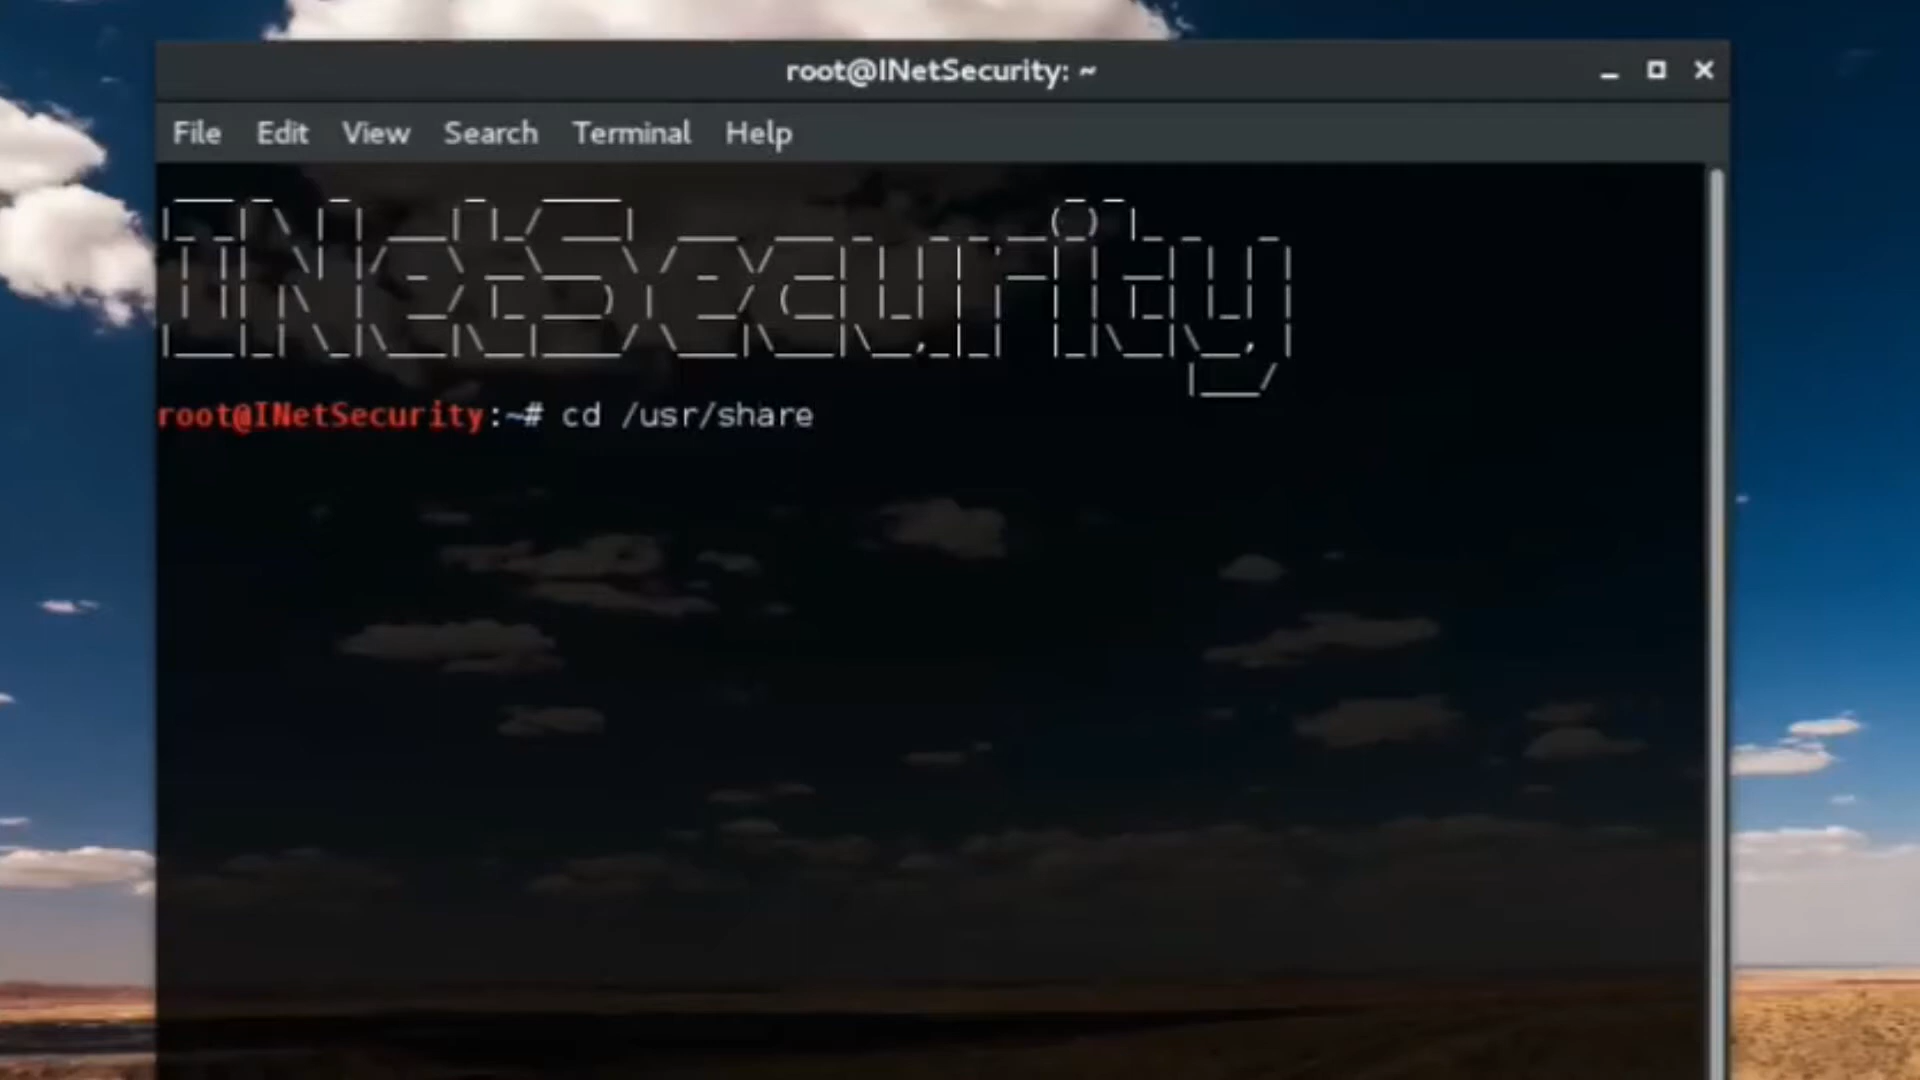 root@INetSecurity: ~
File Edit View Search Terminal Help
INetSecurity
root@INetSecurity:~# cd /usr/share